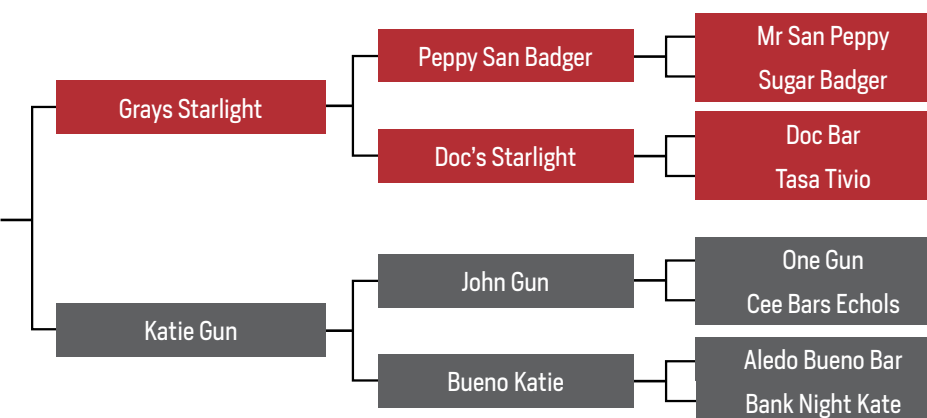 Grays Starlight
Katie Gun
Peppy San Badger
Doc's Starlight
John Gun
Bueno Katie
Mr San Peppy
Sugar Badger
Doc Bar
Tasa Tivio
One Gun
Cee Bars Echols
Aledo Bueno Bar
Bank Night Kate